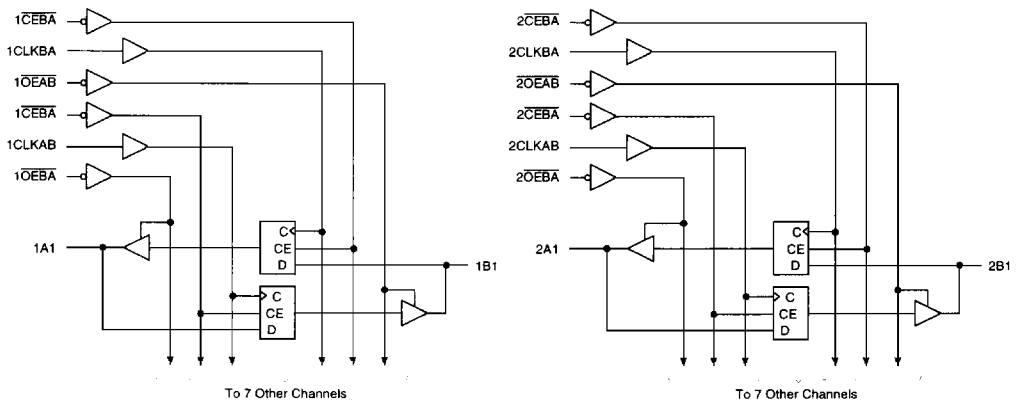 1CEBA
1CLKBA
1OEAB
1CEBA
1CLKAB
1OEBA
1A1
C
CE
D
1B1
C
CE
D
To 7 Other Channels
2CEBA
2CLKBA
2OEAB
2CEBA
2CLKAB
2OEBA
2A1
C
CE
D
2B1
C
CE
D
To 7 Other Channels